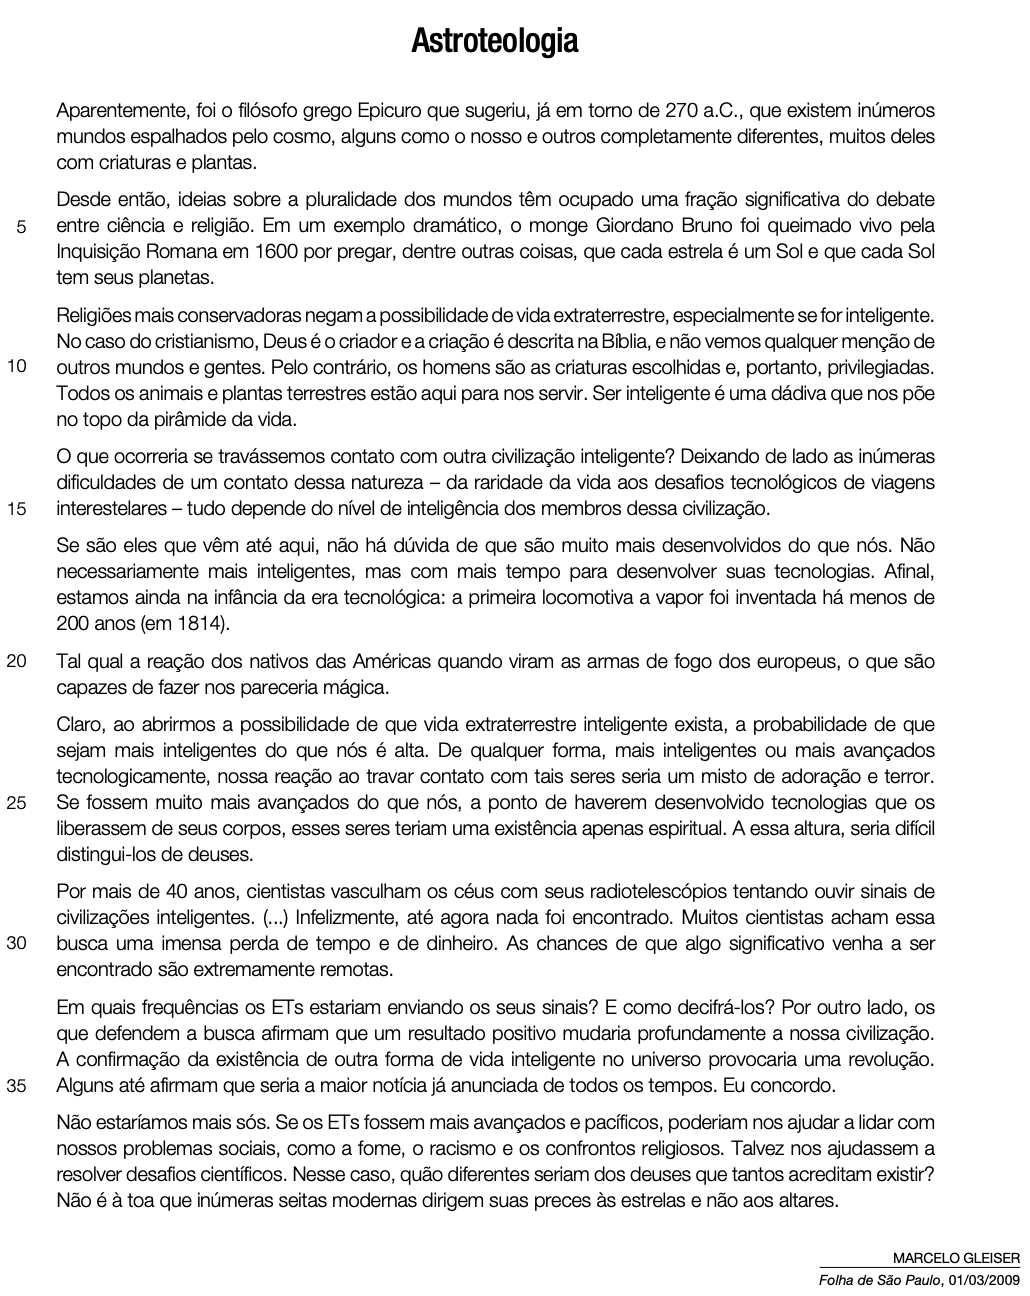 Astroteologia
Aparentemente, foi o filósofo grego Epicuro que sugeriu, já em torno de 270 a.C., que existem inúmeros
mundos espalhados pelo cosmo, alguns como o nosso e outros completamente diferentes, muitos deles
com criaturas e plantas.
Desde então, ideias sobre a pluralidade dos mundos têm ocupado uma fração significativa do debate
5 entre ciência e religião. Em um exemplo dramático, o monge Giordano Bruno foi queimado vivo pela
Inquisição Romana em 1600 por pregar, dentre outras coisas, que cada estrela é um Sol e que cada Sol
tem seus planetas.
Religiões mais conservadoras negam a possibilidade de vida extraterrestre, especialmente se for inteligente.
No caso do cristianismo, Deus é o criador e a criação é descrita na Bíblia, e não vemos qualquer menção de
10 outros mundos e gentes. Pelo contrário, os homens são as criaturas escolhidas e, portanto, privilegiadas.
Todos os animais e plantas terrestres estão aqui para nos servir. Ser inteligente é uma dádiva que nos põe
no topo da pirâmide da vida.
O que ocorreria se travássemos contato com outra civilização inteligente? Deixando de lado as inúmeras
dificuldades de um contato dessa natureza – da raridade da vida aos desafios tecnológicos de viagens
15 interestelares – tudo depende do nível de inteligência dos membros dessa civilização.
Se são eles que vêm até aqui, não há dúvida de que são muito mais desenvolvidos do que nós. Não
necessariamente mais inteligentes, mas com mais tempo para desenvolver suas tecnologias. Afinal,
estamos ainda na infância da era tecnológica: a primeira locomotiva a vapor foi inventada há menos de
200 anos (em 1814).
20 Tal qual a reação dos nativos das Américas quando viram as armas de fogo dos europeus, o que são
capazes de fazer nos pareceria mágica.
Claro, ao abrirmos a possibilidade de que vida extraterrestre inteligente exista, a probabilidade de que
sejam mais inteligentes do que nós é alta. De qualquer forma, mais inteligentes ou mais avançados
tecnologicamente, nossa reação ao travar contato com tais seres seria um misto de adoração e terror.
25 Se fossem muito mais avançados do que nós, a ponto de haverem desenvolvido tecnologias que os
liberassem de seus corpos, esses seres teriam uma existência apenas espiritual. A essa altura, seria difícil
distingui-los de deuses.
Por mais de 40 anos, cientistas vasculham os céus com seus radiotelescópios tentando ouvir sinais de
civilizações inteligentes. (...) Infelizmente, até agora nada foi encontrado. Muitos cientistas acham essa
30 busca uma imensa perda de tempo e de dinheiro. As chances de que algo significativo venha a ser
encontrado são extremamente remotas.
Em quais frequências os ETs estariam enviando os seus sinais? E como decifrá-los? Por outro lado, os
que defendem a busca afirmam que um resultado positivo mudaria profundamente a nossa civilização.
A confirmação da existência de outra forma de vida inteligente no universo provocaria uma revolução.
35 Alguns até afirmam que seria a maior notícia já anunciada de todos os tempos. Eu concordo.
Não estaríamos mais sós. Se os ETs fossem mais avançados e pacíficos, poderiam nos ajudar a lidar com
nossos problemas sociais, como a fome, o racismo e os confrontos religiosos. Talvez nos ajudassem a
resolver desafios científicos. Nesse caso, quão diferentes seriam dos deuses que tantos acreditam existir?
Não é à toa que inúmeras seitas modernas dirigem suas preces às estrelas e não aos altares.
MARCELO GLEISER
Folha de São Paulo, 01/03/2009